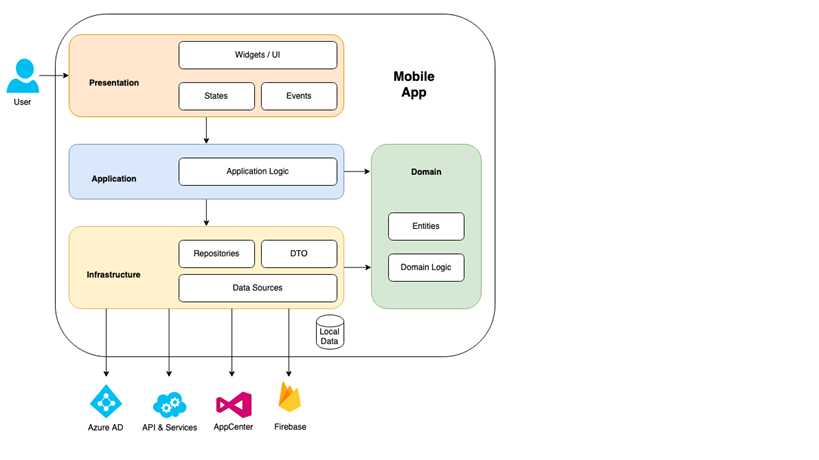 Widgets / UI
Mobile
App
Presentation
States
Events
User
Application
Application Logic
Domain
Entities
Repositories
DTO
Domain Logic
Infrastructure
Data Sources
Local
Data
Azure AD
API & Services
AppCenter
Firebase